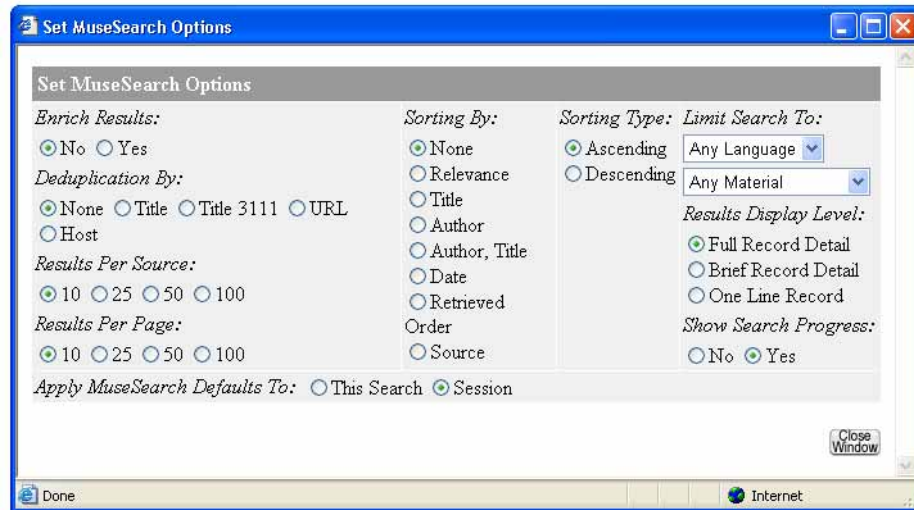 Set MuseSearch Options
Set MuseSearch Options
Enrich Results:
No Yes
Deduplication By:
None Title Title 3111 URL
Host
Results Per Source:
10 25 50 100
Results Per Page:
10 25 50 100
Sorting By:
None
Relevance
Title
Author
Author, Title
Date
Retrieved
Order
Source
Sorting Type:
Ascending
Descending
Limit Search To:
Any Language
Any Material
Results Display Level:
Full Record Detail
Brief Record Detail
One Line Record
Show Search Progress:
No Yes
Apply MuseSearch Defaults To: This Search Session
Close
Window
Done
Internet